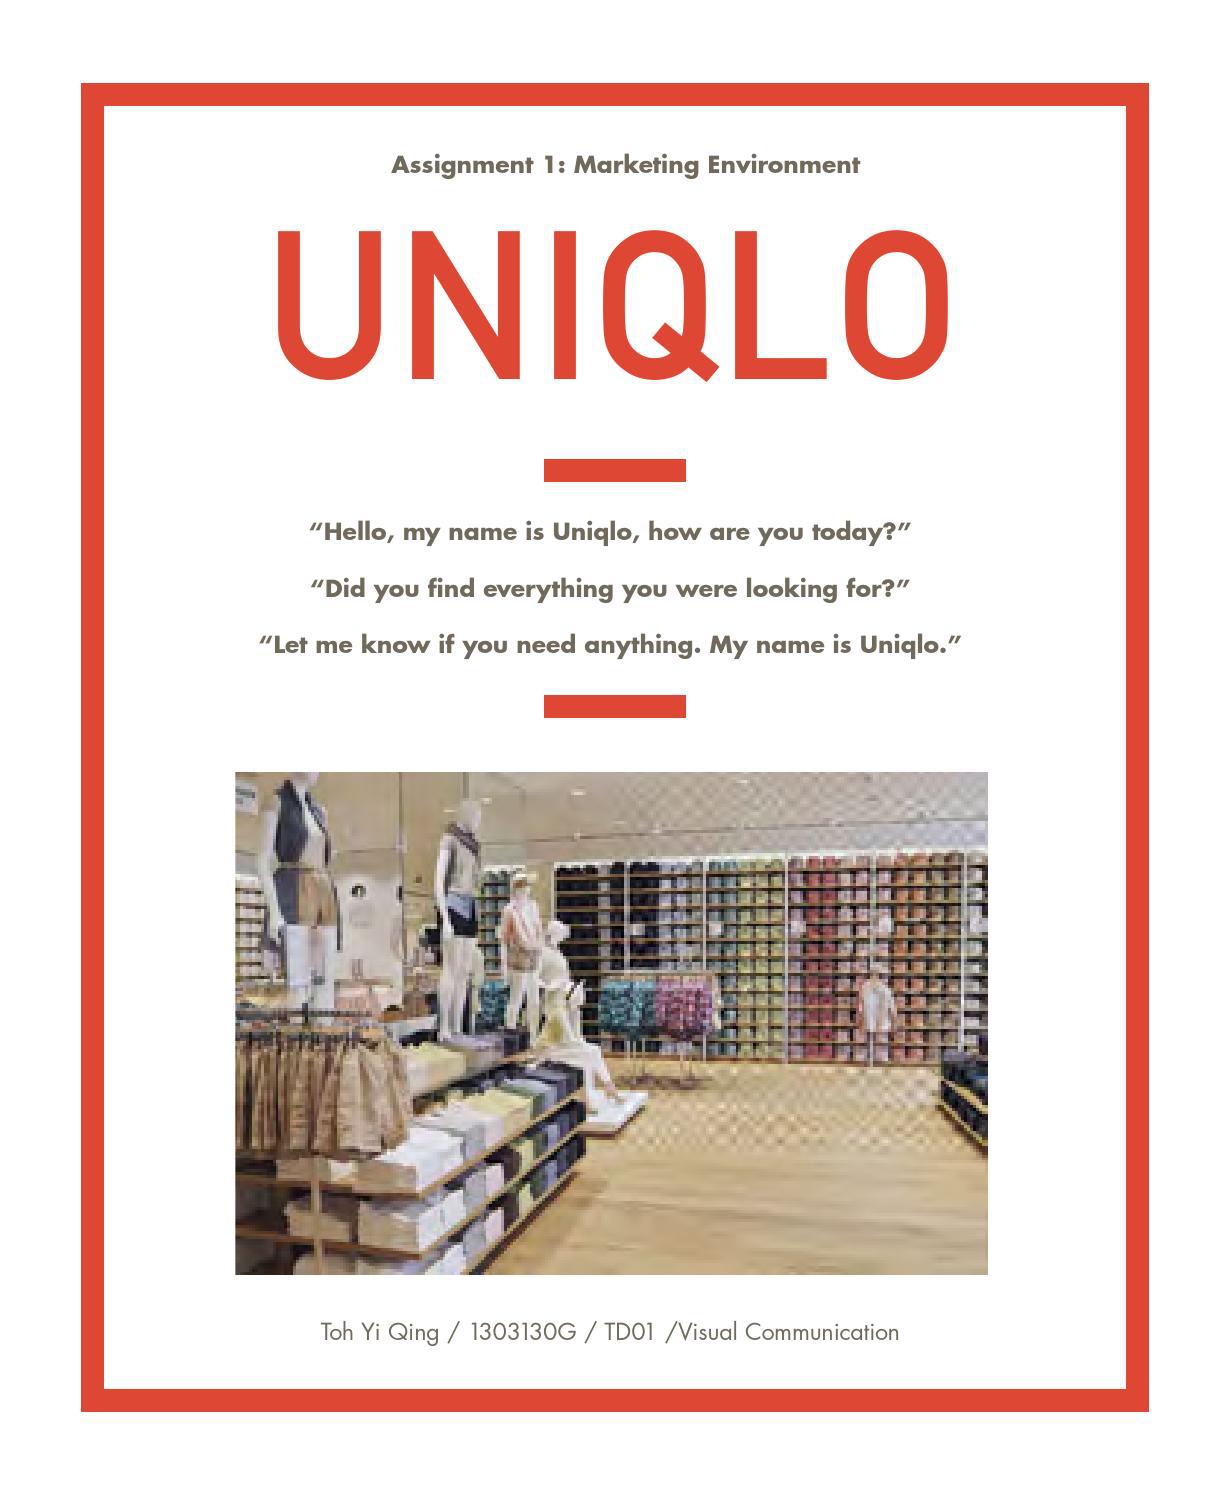 Assignment 1: Marketing Environment
UNIQLO
“Hello, my name is Uniqlo, how are you today?”
“Did you find everything you were looking for?”
“Let me know if you need anything. My name is Uniqlo.”
Toh Yi Qing / 1303130G / TD01 /Visual Communication